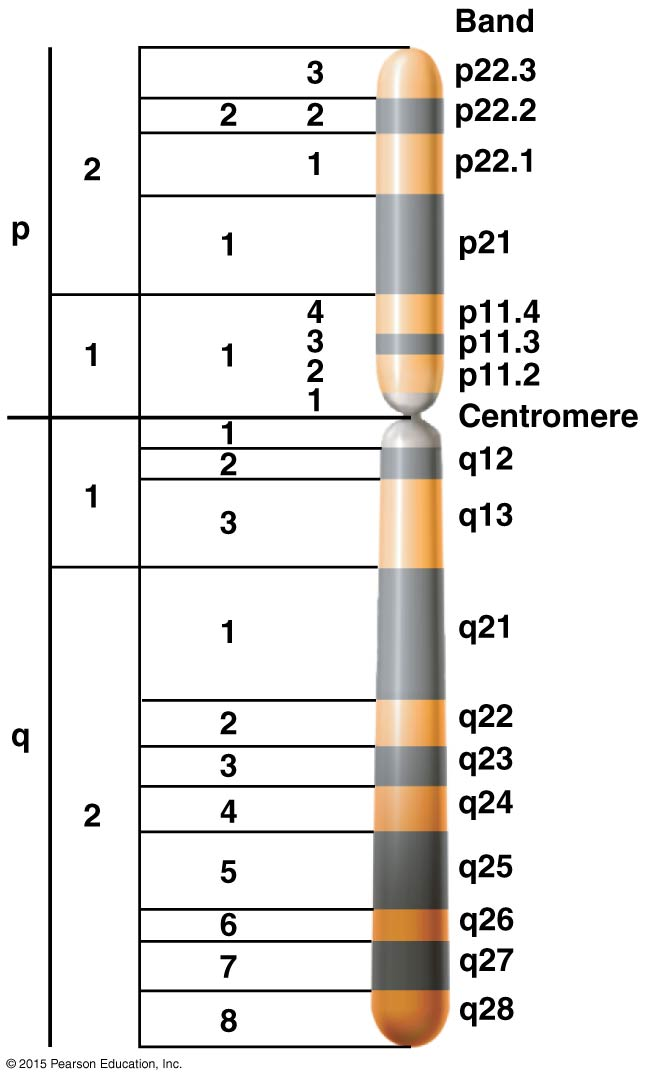 Band
3 p22.3
2 2 p22.2
1 p22.1
2
p
1 p21
4 p11.4
1 1 3 p11.3
2 p11.2
1
Centromere
1
2 q12
1
3 q13
1 q21
2 q22
q
3 q23
4 q24
2
5 q25
6 q26
7 q27
8 q28
© 2015 Pearson Education, Inc.